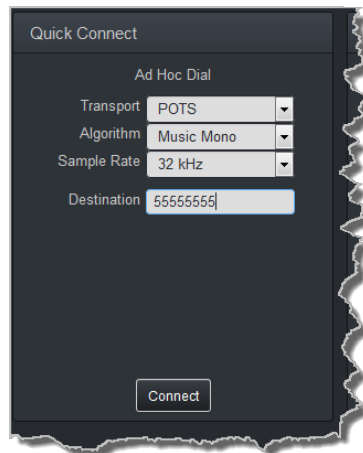 Quick Connect
Ad Hoc Dial
Transport POTS
Algorithm Music Mono
Sample Rate 32 kHz
Destination 55555555
Connect